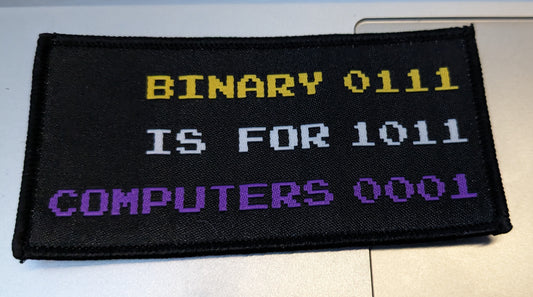 BINARY 0111
IS FOR 1011
COMPUTERS 0001